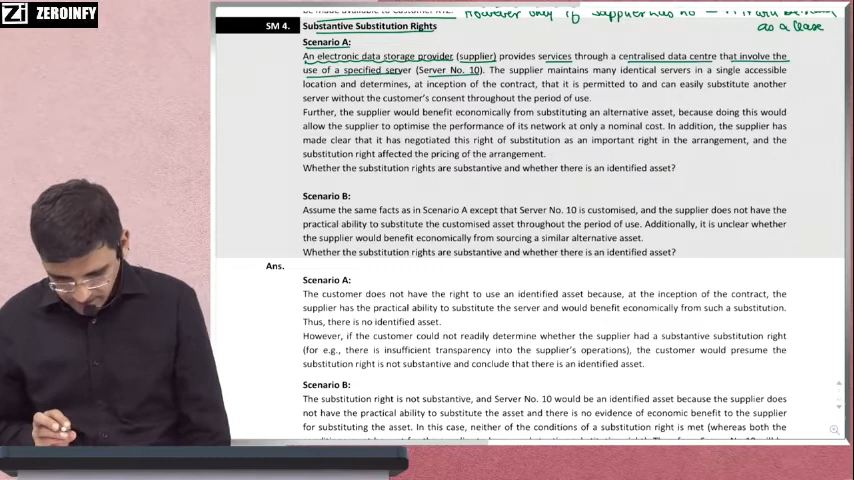 Zi ZEROINFY
However only if supplier has no
as a lease
SM 4. Substantive Substitution Rights
Scenario A:
An electronic data storage provider (supplier) provides services through a centralised data centre that involve the
use of a specified server (Server No. 10). The supplier maintains many identical servers in a single accessible
location and determines, at inception of the contract, that it is permitted to and can easily substitute another
server without the customer's consent throughout the period of use.
Further, the supplier would benefit economically from substituting an alternative asset, because doing this would
allow the supplier to optimise the performance of its network at only a nominal cost. In addition, the supplier has
made clear that it has negotiated this right of substitution as an important right in the arrangement, and the
substitution right affected the pricing of the arrangement.
Whether the substitution rights are substantive and whether there is an identified asset?
Scenario B:
Assume the same facts as in Scenario A except that Server No. 10 is customised, and the supplier does not have the
practical ability to substitute the customised asset throughout the period of use. Additionally, it is unclear whether
the supplier would benefit economically from sourcing a similar alternative asset.
Whether the substitution rights are substantive and whether there is an identified asset?
Ans.
Scenario A:
The customer does not have the right to use an identified asset because, at the inception of the contract, the
supplier has the practical ability to substitute the server and would benefit economically from such a substitution.
Thus, there is no identified asset.
However, if the customer could not readily determine whether the supplier had a substantive substitution right
(for e.g., there is insufficient transparency into the supplier's operations), the customer would presume the
substitution right is not substantive and conclude that there is an identified asset.
Scenario B:
The substitution right is not substantive, and Server No. 10 would be an identified asset because the supplier does
not have the practical ability to substitute the asset and there is no evidence of economic benefit to the supplier
for substituting the asset. In this case, neither of the conditions of a substitution right is met (whereas both the